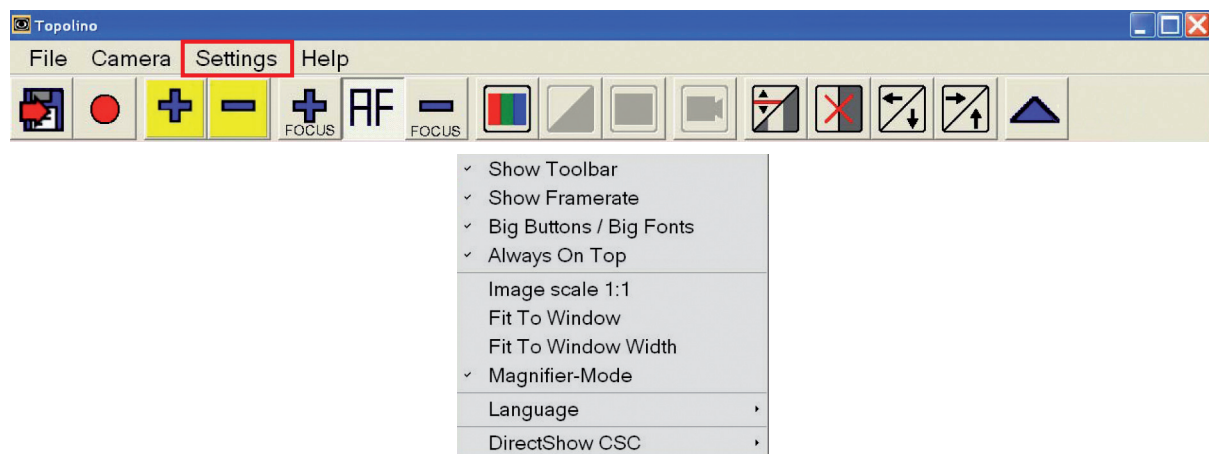 Topolino
File Camera Settings Help
FOCUS AF FOCUS
Show Toolbar
Show Framerate
Big Buttons / Big Fonts
Always On Top
Image scale 1:1
Fit To Window
Fit To Window Width
Magnifier-Mode
Language
DirectShow CSC